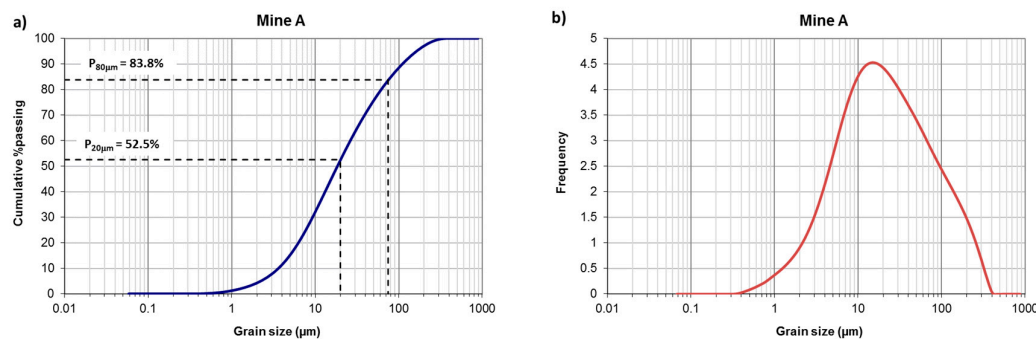 a)
Mine A
100
90
80
70
60
50
40
30
20
10
0
P80µm = 83.8%
P20µm = 52.5%
Cumulative %passing
0.01 0.1 1 10 100 1000
Grain size (µm)
b)
Mine A
5
4.5
4
3.5
3
2.5
2
1.5
1
0.5
0
Frequency
0.01 0.1 1 10 100 1000
Grain size (µm)